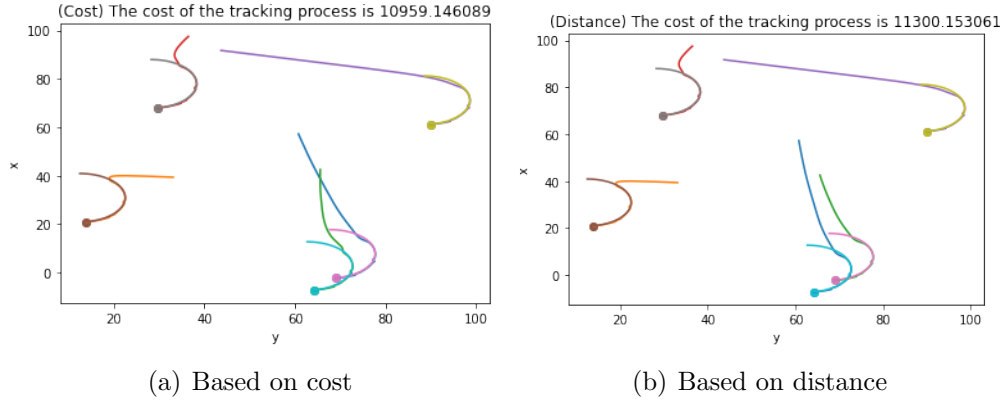 (Cost) The cost of the tracking process is 10959.146089
100
80
60
40
20
0
x
20
40
60
80
100
y
(a) Based on cost
(Distance) The cost of the tracking process is 11300.153061
100
80
60
40
20
0
x
20
40
60
80
100
y
(b) Based on distance